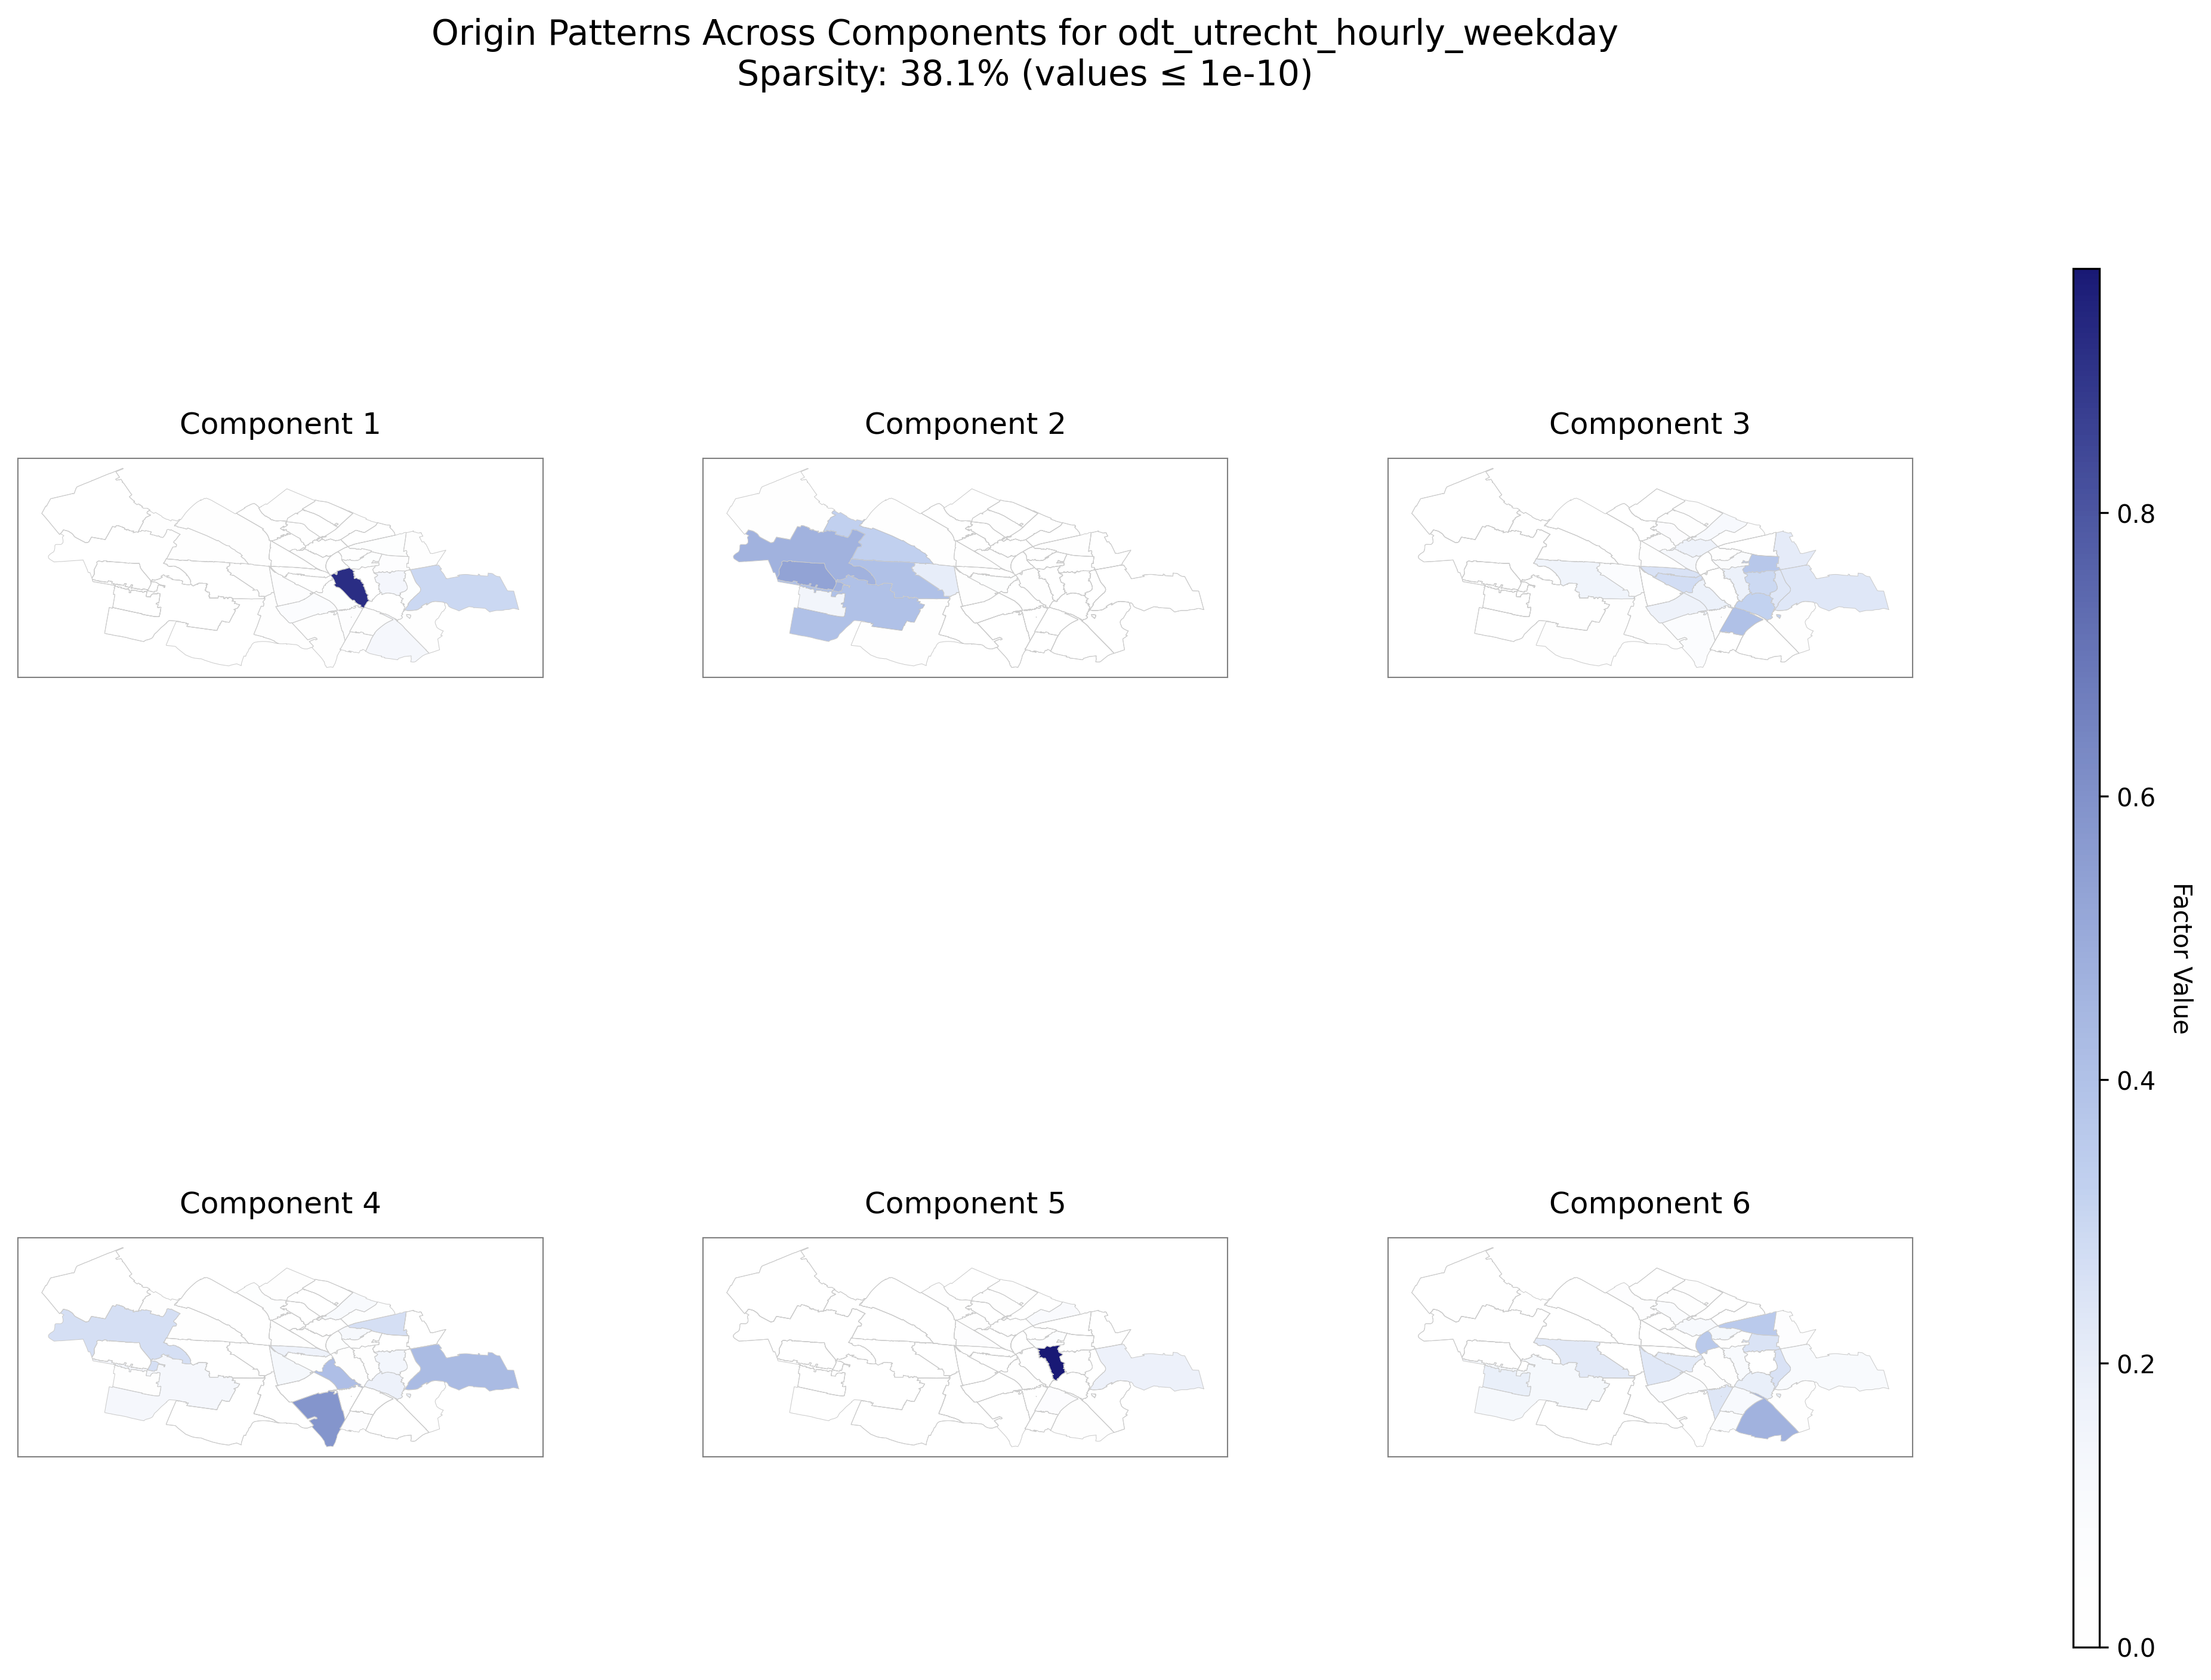 Origin Patterns Across Components for odt_utrecht_hourly_weekday
Sparsity: 38.1% (values ≤ 1e-10)
Component 1
Component 2
Component 3
Component 4
Component 5
Component 6
0.8
0.6
0.4
0.2
0.0
Factor Value